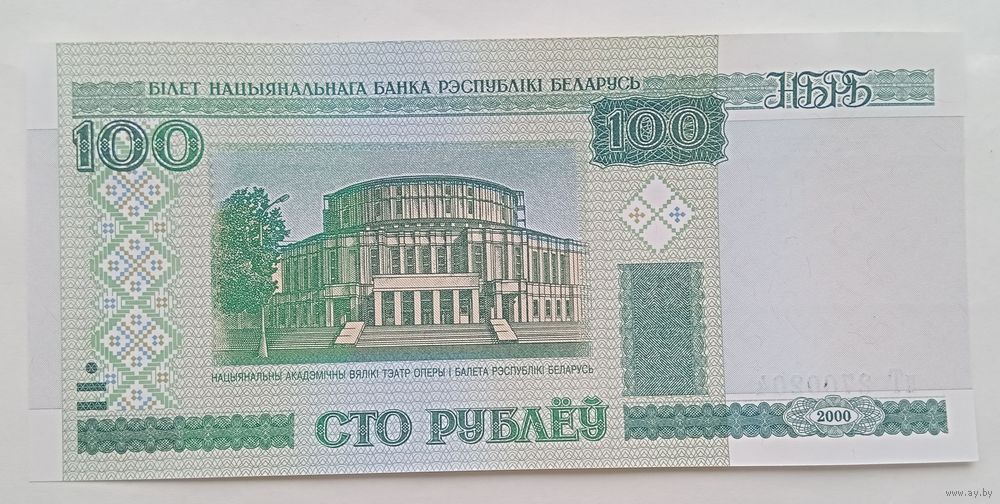 БІЛЕТ НАЦЫЯНАЛЬНАГА БАНКА РЭСПУБЛІКІ БЕЛАРУСЬ
НБРБ
100
100
НАЦЫЯНАЛЬНЫ АКАДЭМІЧНЫ ВЯЛІКІ ТЭАТР ОПЕРЫ І БАЛЕТА РЭСПУБЛІКІ БЕЛАРУСЬ
СТО РУБЛЁЎ
2000
www.ay.by